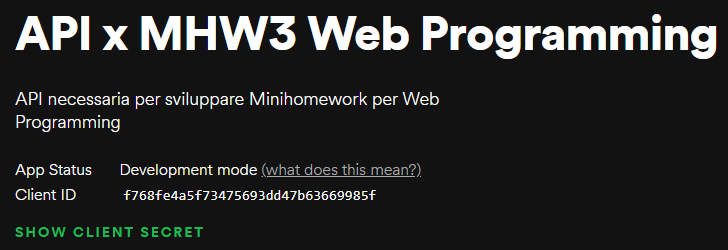 API x MHW3 Web Programming
API necessaria per sviluppare Minihomework per Web
Programming
App Status Development mode (what does this mean?)
Client ID f768fe4a5f73475693dd47b63669985f
SHOW CLIENT SECRET